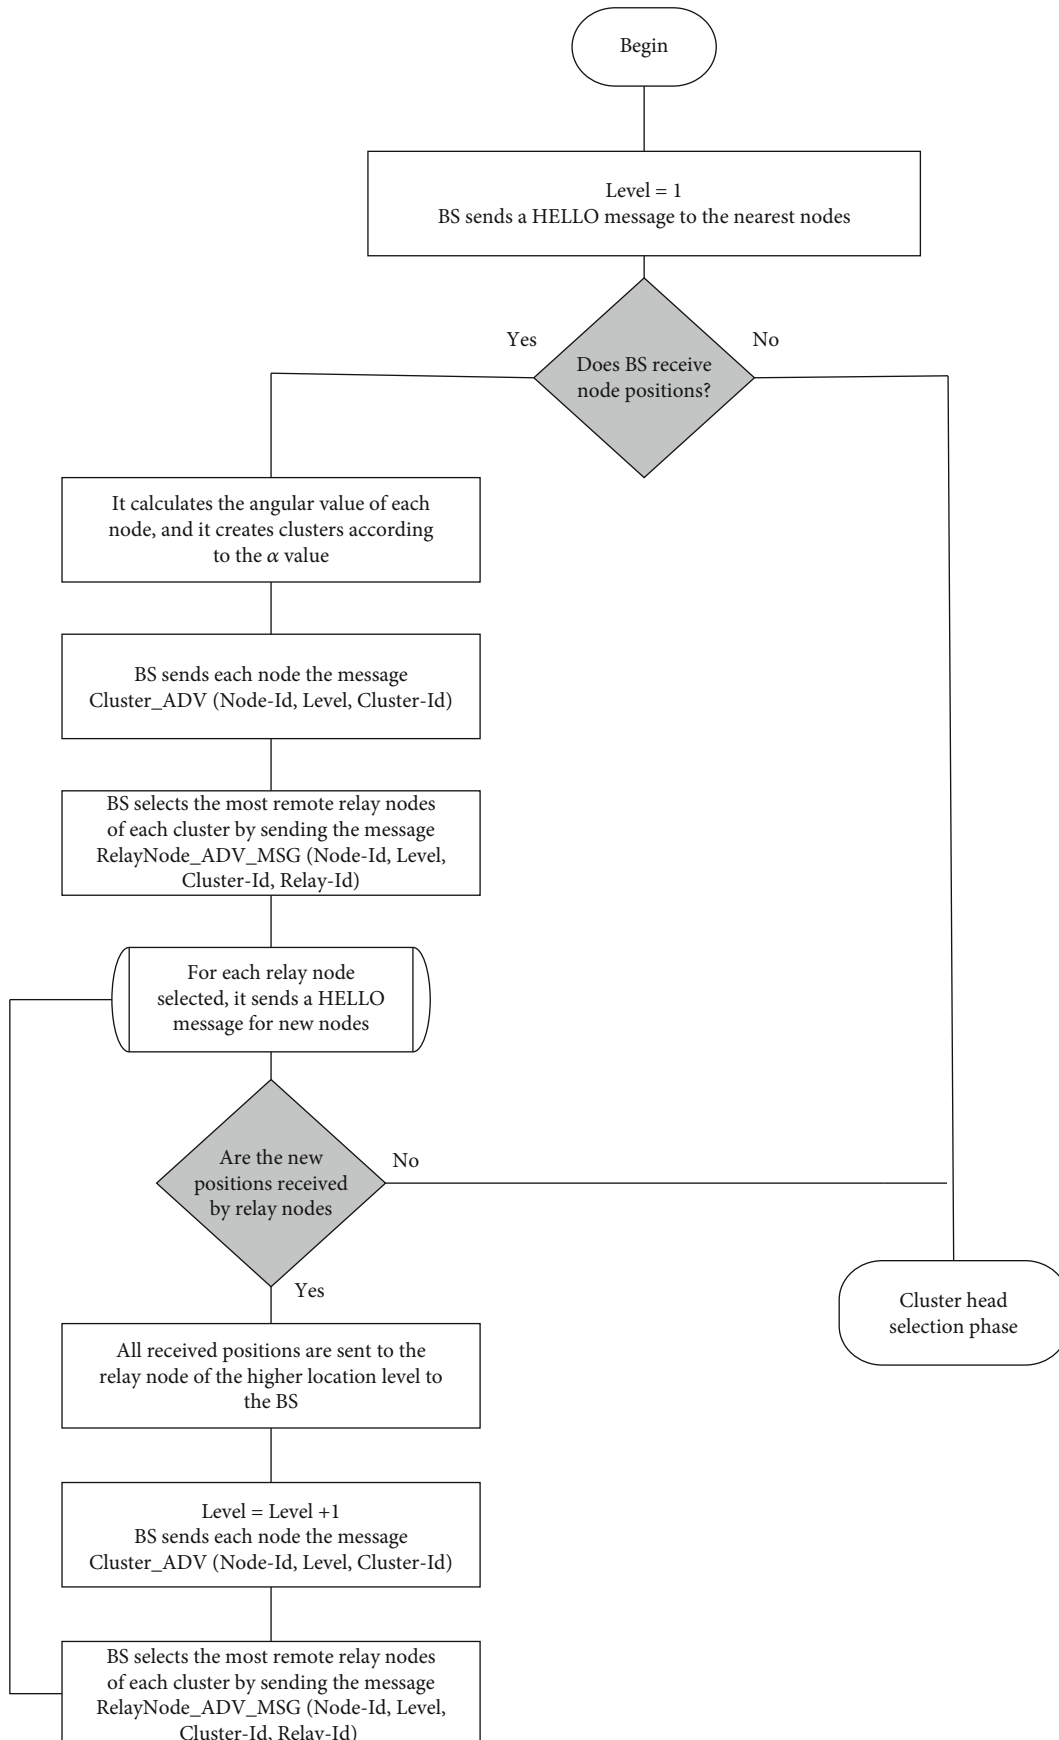 Begin
Level = 1
BS sends a HELLO message to the nearest nodes
Yes
No
Does BS receive
node positions?
It calculates the angular value of each
node, and it creates clusters according
to the α value
BS sends each node the message
Cluster_ADV (Node-Id, Level, Cluster-Id)
BS selects the most remote relay nodes
of each cluster by sending the message
RelayNode_ADV_MSG (Node-Id, Level,
Cluster-Id, Relay-Id)
For each relay node
selected, it sends a HELLO
message for new nodes
Are the new
positions received
by relay nodes
No
Yes
Cluster head
selection phase
All received positions are sent to the
relay node of the higher location level to
the BS
Level = Level +1
BS sends each node the message
Cluster_ADV (Node-Id, Level, Cluster-Id)
BS selects the most remote relay nodes
of each cluster by sending the message
RelayNode_ADV_MSG (Node-Id, Level,
Cluster-Id, Relay-Id)